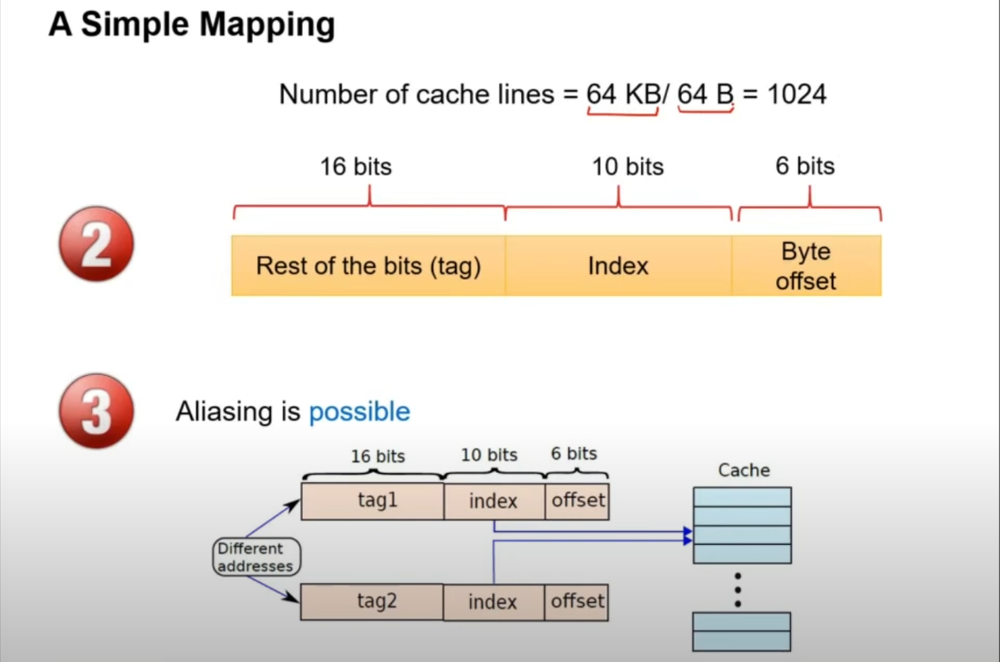 A Simple Mapping
Number of cache lines = 64 KB/ 64 B = 1024
16 bits
10 bits
6 bits
2
Rest of the bits (tag)
Index
Byte
offset
3
Aliasing is possible
16 bits
10 bits
6 bits
Cache
tag1
index
offset
Different
addresses
tag2
index
offset